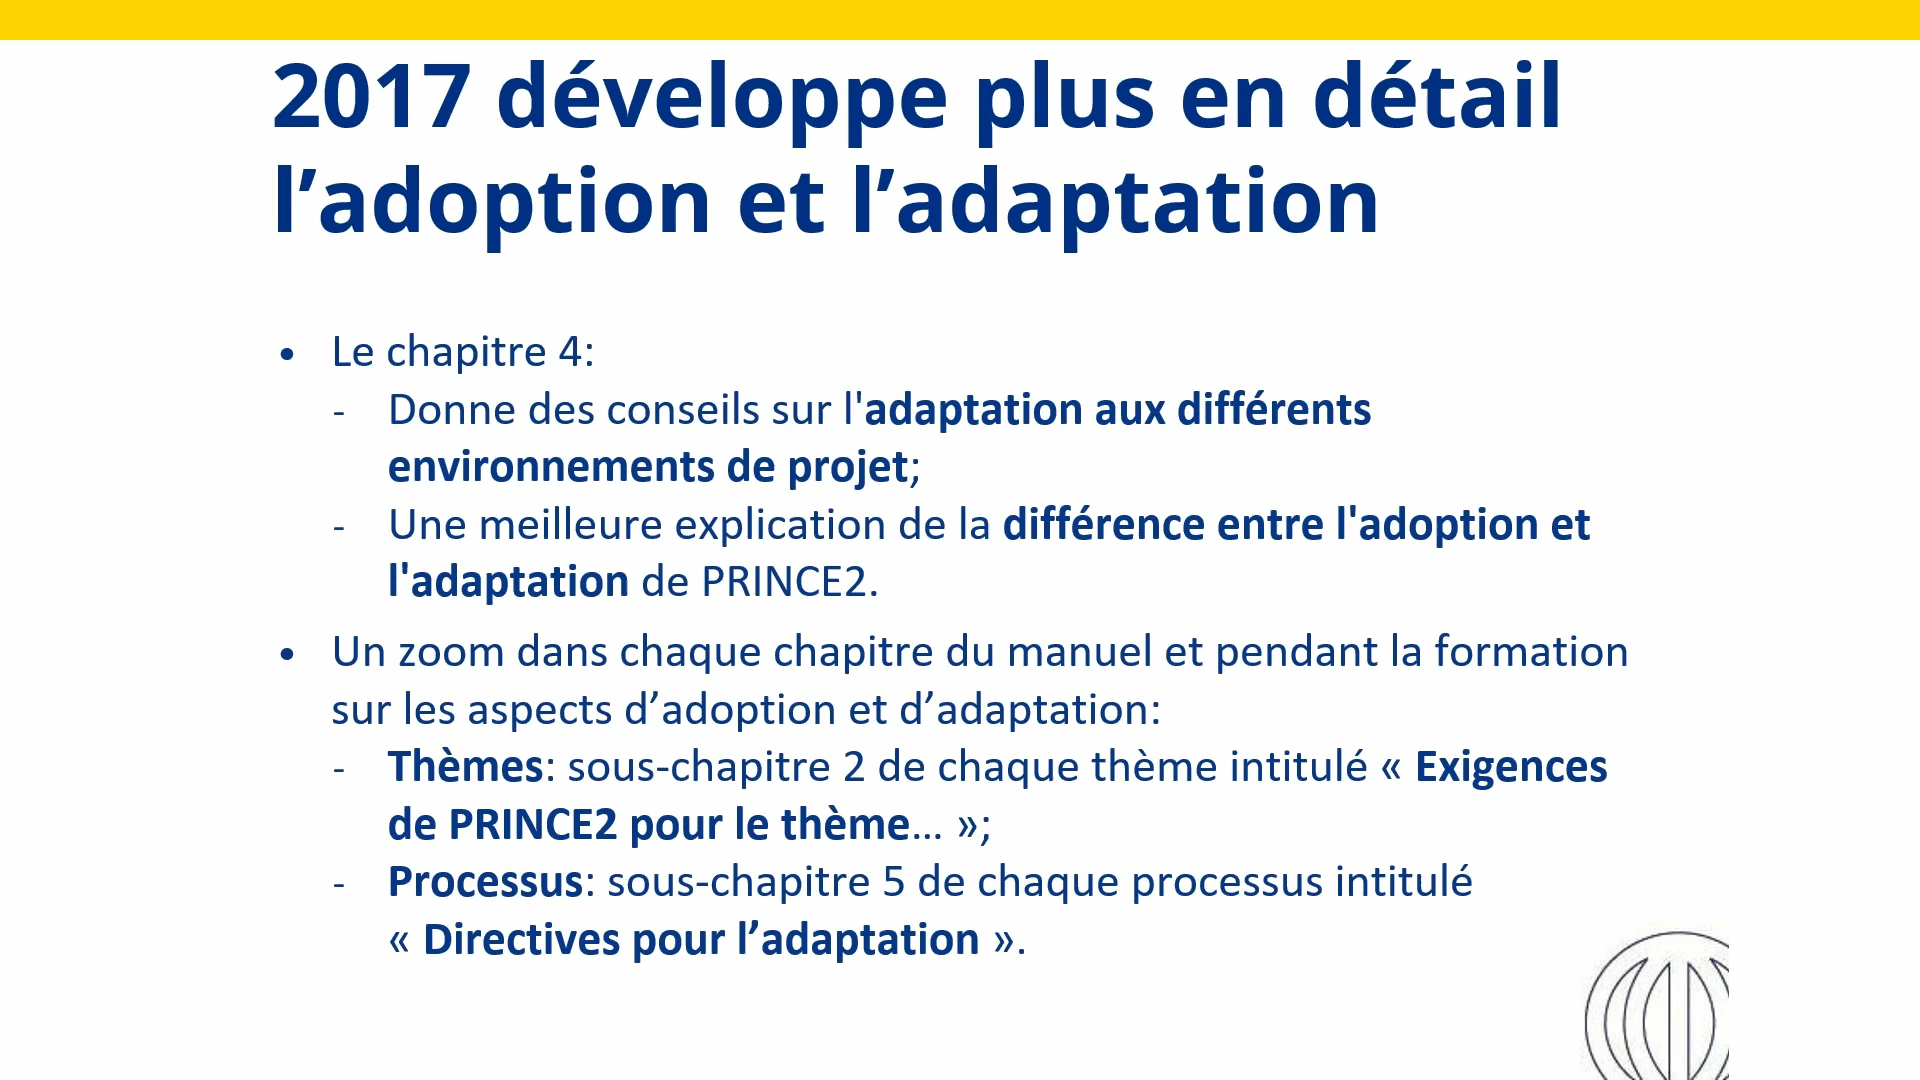 2017 développe plus en détail
l’adoption et l’adaptation
• Le chapitre 4:
- Donne des conseils sur l'adaptation aux différents
environnements de projet;
- Une meilleure explication de la différence entre l'adoption et
l'adaptation de PRINCE2.
• Un zoom dans chaque chapitre du manuel et pendant la formation
sur les aspects d’adoption et d’adaptation:
- Thèmes: sous-chapitre 2 de chaque thème intitulé « Exigences
de PRINCE2 pour le thème… »;
- Processus: sous-chapitre 5 de chaque processus intitulé
« Directives pour l’adaptation ».